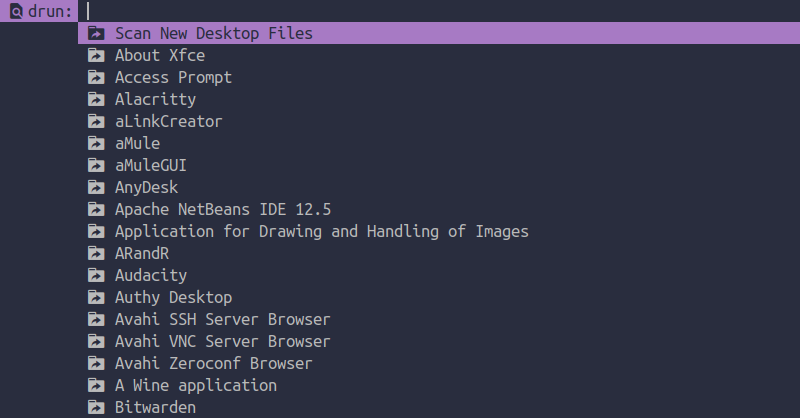 drun:
Scan New Desktop Files
About Xfce
Access Prompt
Alacritty
aLinkCreator
aMule
aMuleGUI
AnyDesk
Apache NetBeans IDE 12.5
Application for Drawing and Handling of Images
ARandR
Audacity
Authy Desktop
Avahi SSH Server Browser
Avahi VNC Server Browser
Avahi Zeroconf Browser
A Wine application
Bitwarden